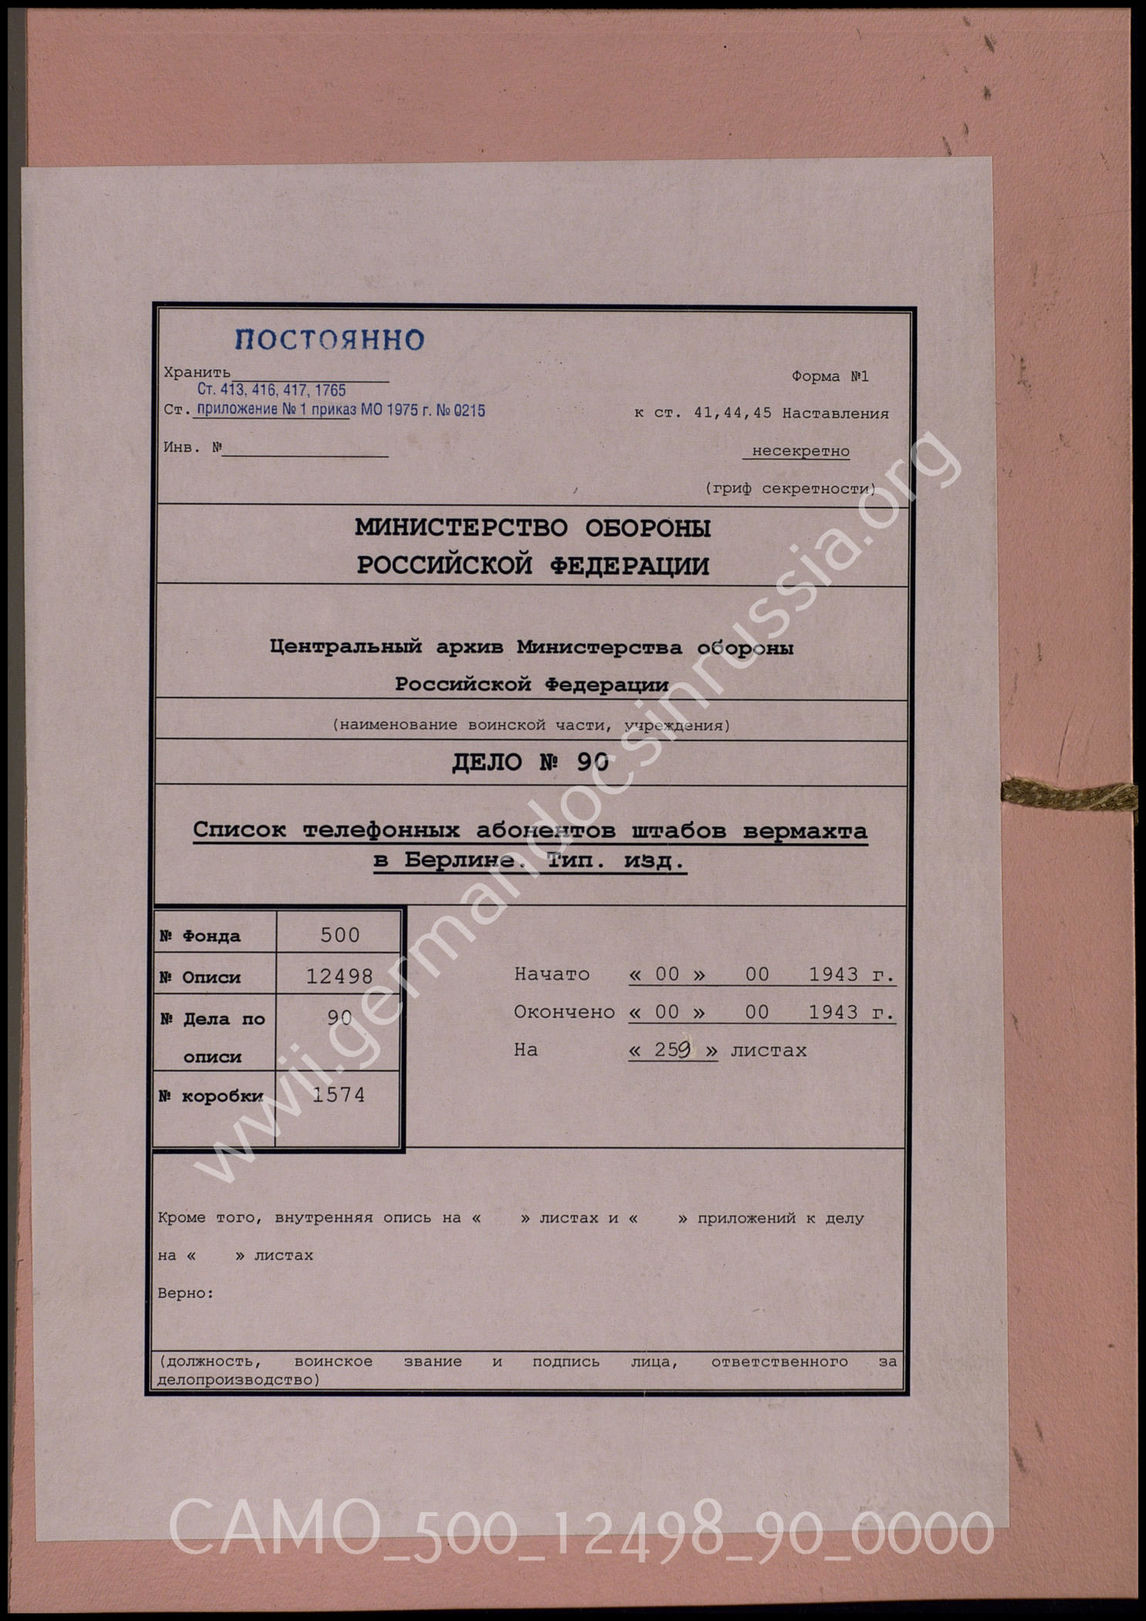 ПОСТОЯННО
Хранить
Ст. 413, 416, 417, 1765
Форма №1
Ст. приложение № 1 приказ МО 1975 г. № 0215
к ст. 41,44,45 Наставления
Инв. №
несекретно
(гриф секретности)
МИНИСТЕРСТВО ОБОРОНЫ
РОССИЙСКОЙ ФЕДЕРАЦИИ
Центральный архив Министерства обороны
Российской Федерации
(наименование воинской части, учреждения)
ДЕЛО № 90
Список телефонных абонентов штабов вермахта
в Берлине. Тип. изд.
№ Фонда 500
№ Описи 12498
№ Дела по 90
описи
№ коробки 1574
Начато « 00 » 00 1943 г.
Окончено « 00 » 00 1943 г.
На « 259 » листах
Кроме того, внутренняя опись на « » листах и « » приложений к делу
на « » листах
Верно:
(должность, воинское звание и подпись лица, ответственного за
делопроизводство)
www.germandocsinrussia.org
CAMO_500_12498_90_0000